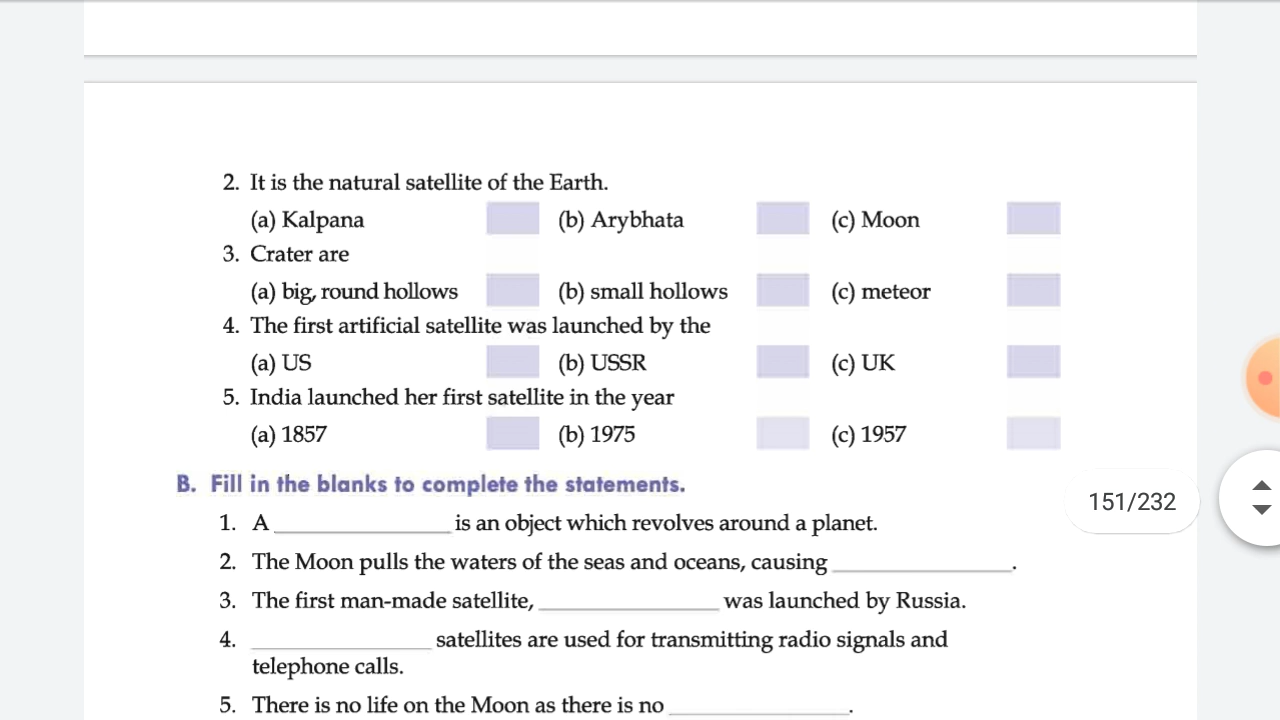 2. It is the natural satellite of the Earth.
(a) Kalpana (b) Arybhata (c) Moon
3. Crater are
(a) big, round hollows (b) small hollows (c) meteor
4. The first artificial satellite was launched by the
(a) US (b) USSR (c) UK
5. India launched her first satellite in the year
(a) 1857 (b) 1975 (c) 1957
B. Fill in the blanks to complete the statements.
1. A ________________ is an object which revolves around a planet.
2. The Moon pulls the waters of the seas and oceans, causing ________________.
3. The first man-made satellite, ________________ was launched by Russia.
4. ________________ satellites are used for transmitting radio signals and
telephone calls.
5. There is no life on the Moon as there is no ________________.
151/232